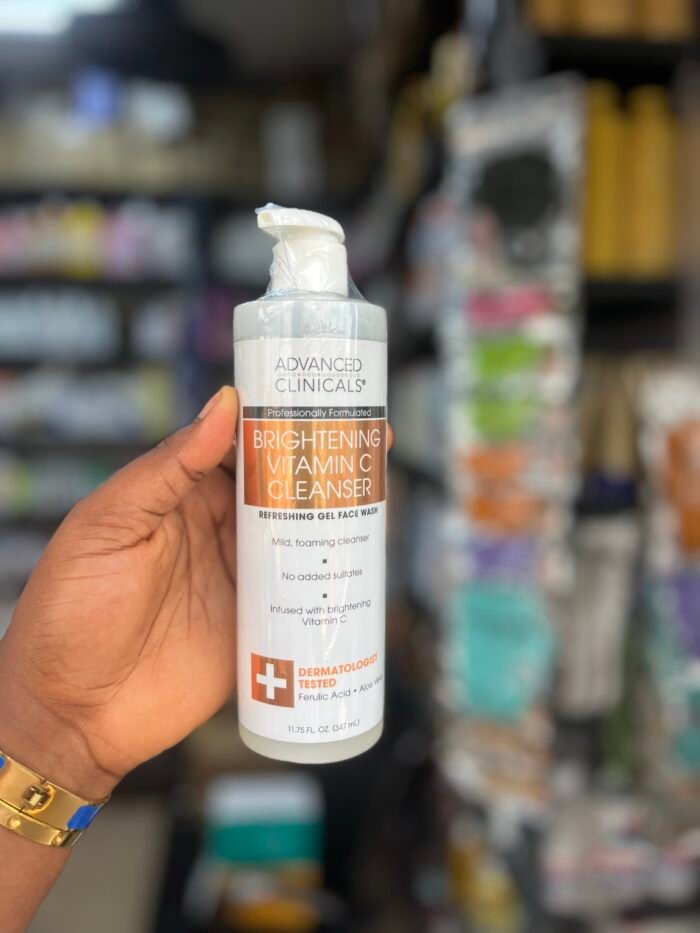 ADVANCED
CLINICALS®
Professionally Formulated
BRIGHTENING
VITAMIN C
CLEANSER
REFRESHING GEL FACE WASH
Mild, foaming cleanser
No added sulfates
Infused with brightening
Vitamin C
DERMATOLOGIST
TESTED
Ferulic Acid • Aloe Vera
11.75 FL. OZ. (347 mL)